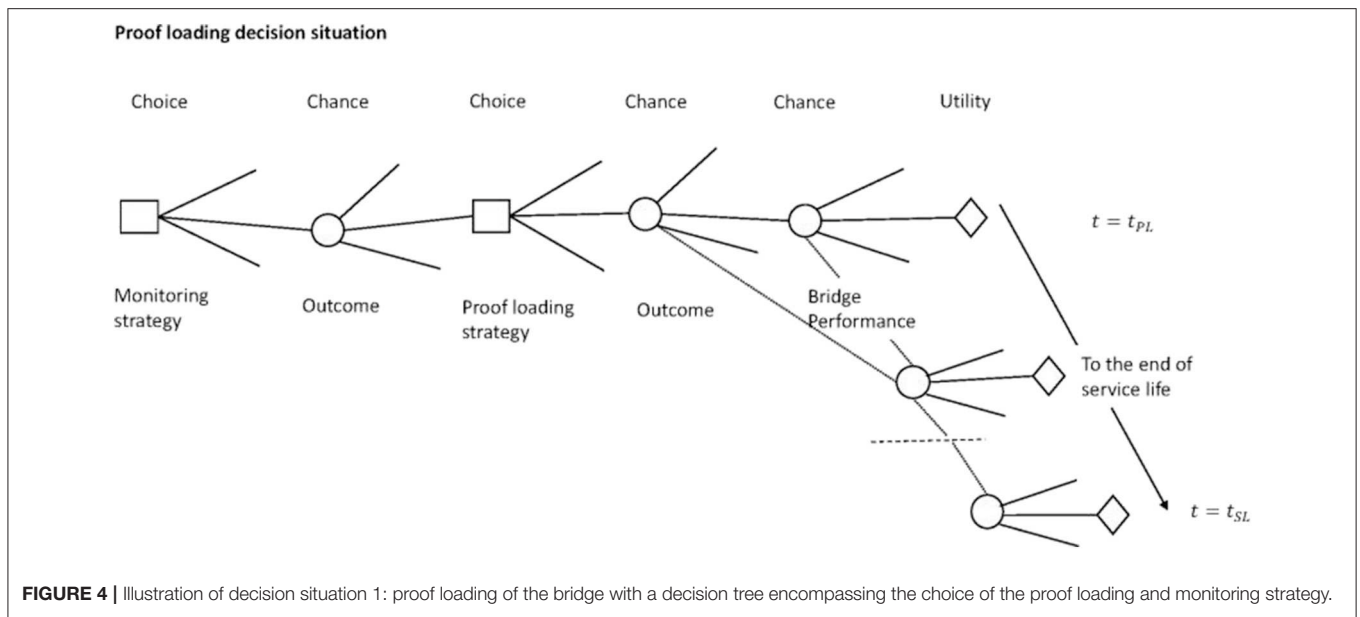 Proof loading decision situation
Choice
Chance
Choice
Chance
Chance
Utility
t = t_PL
Monitoring
strategy
Outcome
Proof loading
strategy
Outcome
Bridge
Performance
To the end of
service life
t = t_SL
FIGURE 4 | Illustration of decision situation 1: proof loading of the bridge with a decision tree encompassing the choice of the proof loading and monitoring strategy.